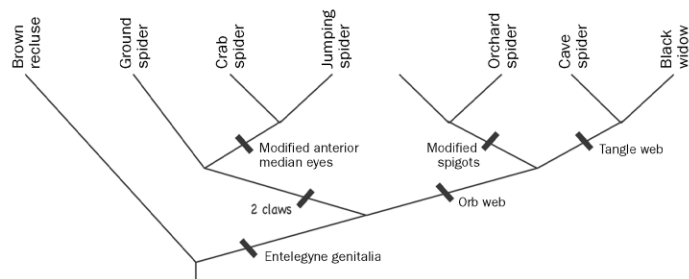 Brown
recluse
Ground
spider
Crab
spider
Jumping
spider
Orchard
spider
Cave
spider
Black
widow
Modified anterior
median eyes
Modified
spigots
Tangle web
2 claws
Orb web
Entelegyne genitalia